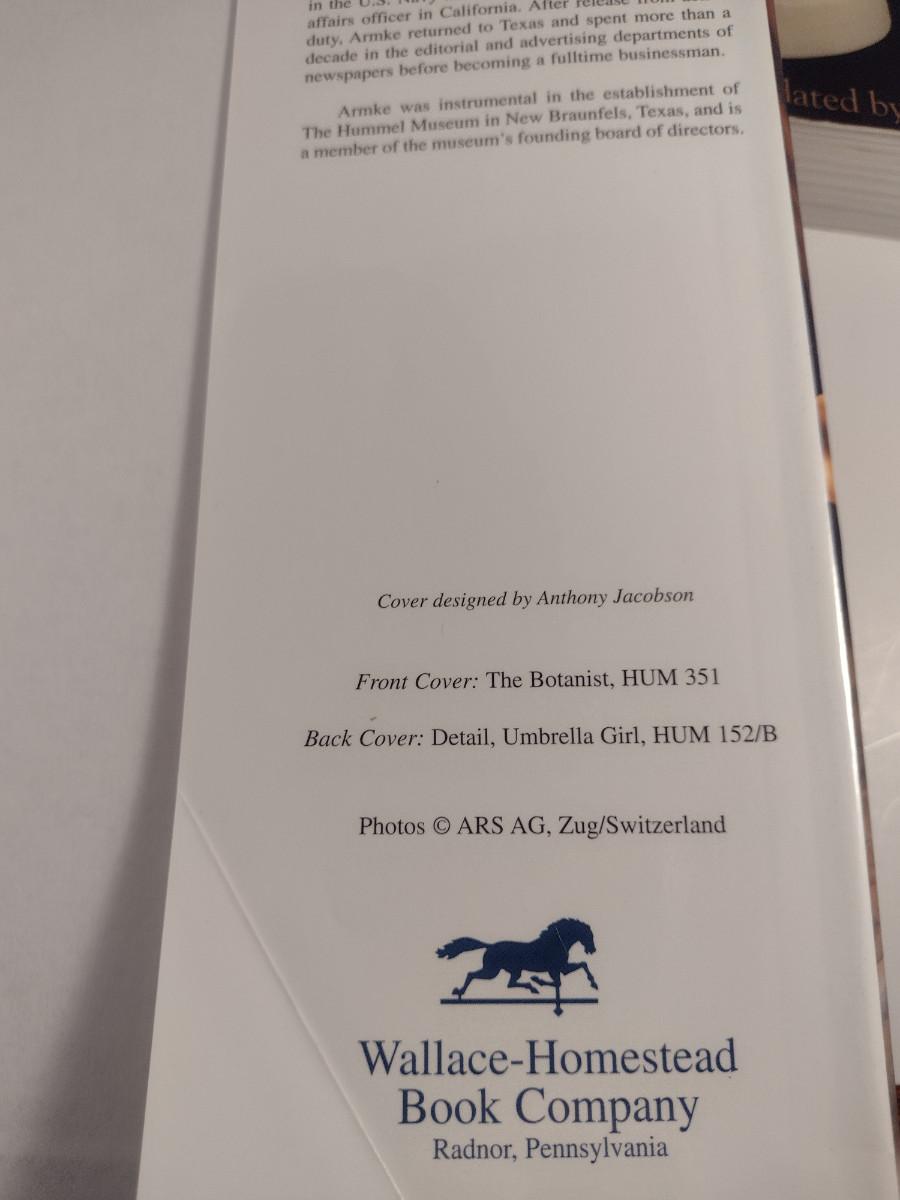 in the U.S.
affairs officer in California. After release from
duty, Armke returned to Texas and spent more than a
decade in the editorial and advertising departments of
newspapers before becoming a fulltime businessman.
Armke was instrumental in the establishment of
The Hummel Museum in New Braunfels, Texas, and is
a member of the museum's founding board of directors.
lated by
Cover designed by Anthony Jacobson
Front Cover: The Botanist, HUM 351
Back Cover: Detail, Umbrella Girl, HUM 152/B
Photos © ARS AG, Zug/Switzerland
Wallace-Homestead
Book Company
Radnor, Pennsylvania